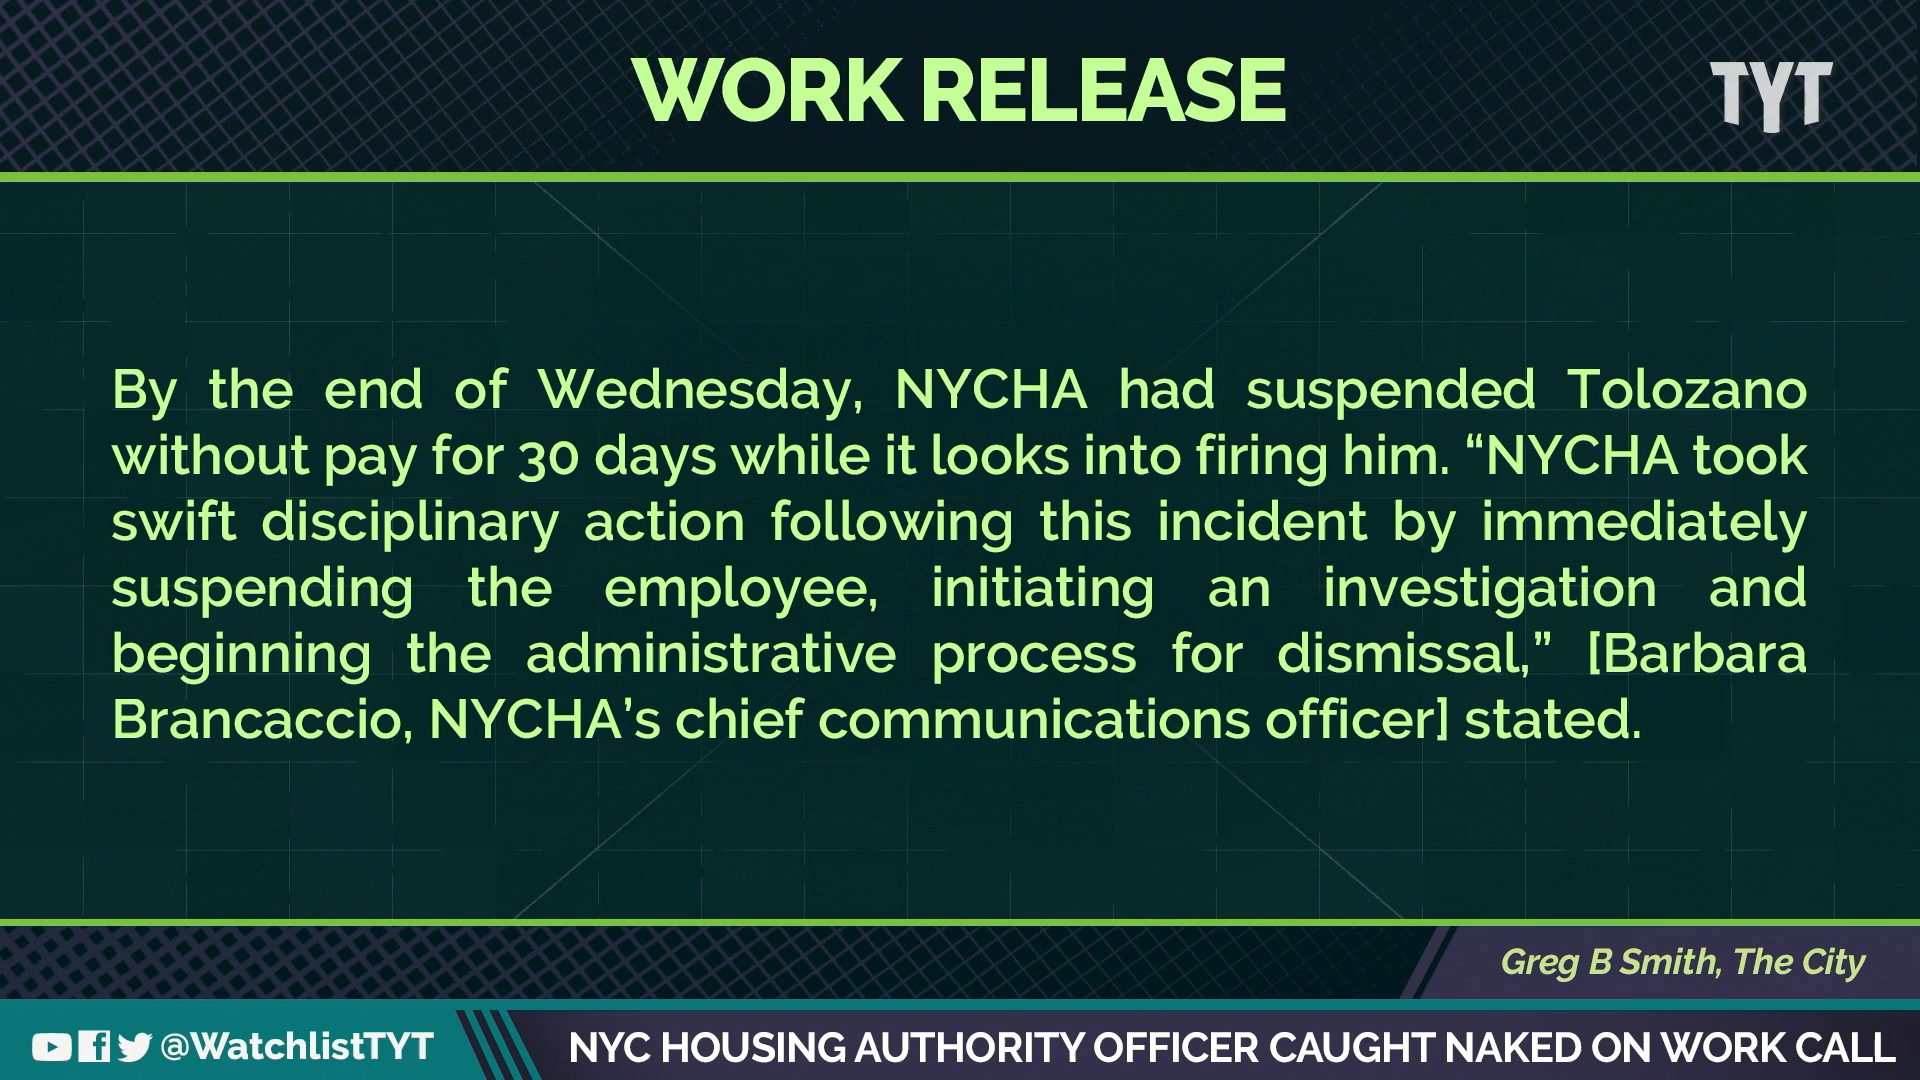 WORK RELEASE
TYT
By the end of Wednesday, NYCHA had suspended Tolozano
without pay for 30 days while it looks into firing him. “NYCHA took
swift disciplinary action following this incident by immediately
suspending the employee, initiating an investigation and
beginning the administrative process for dismissal,” [Barbara
Brancaccio, NYCHA’s chief communications officer] stated.
Greg B Smith, The City
@WatchlistTYT
NYC HOUSING AUTHORITY OFFICER CAUGHT NAKED ON WORK CALL